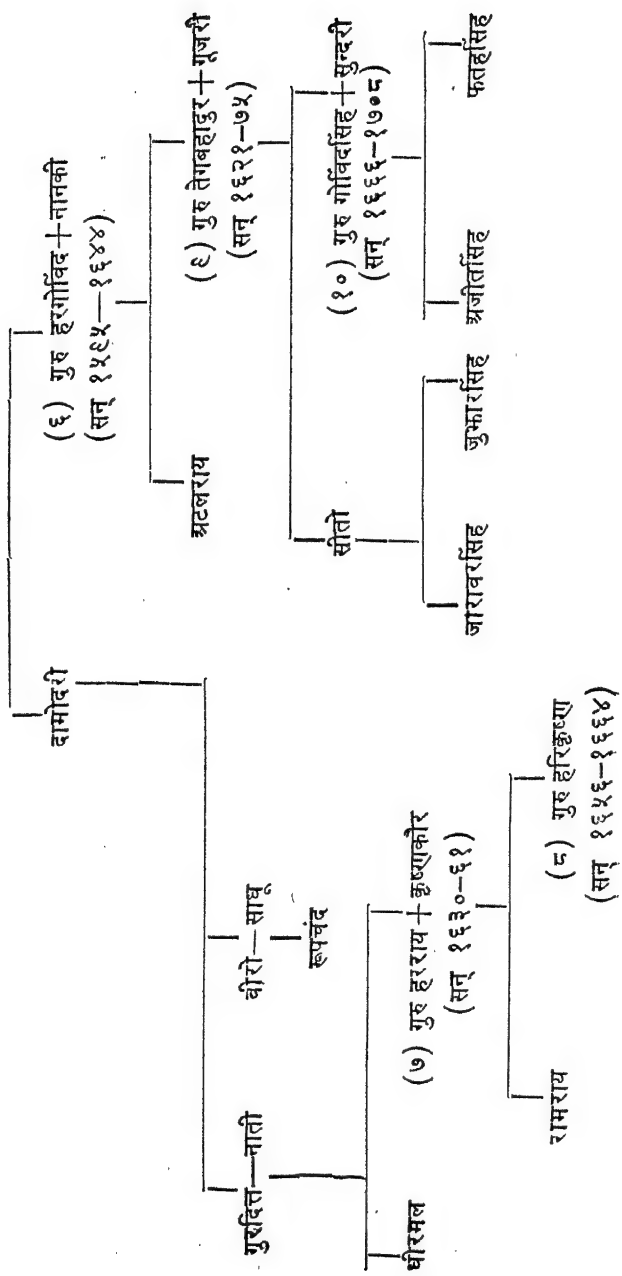 दामोदरी
(६) गुरु हरगोविंद+नानकी
(सन् १५९५—१६४४)
गुरुदित्त—नाती
वीरो—साधू
रूपचंद
अटलराय
(९) गुरु तेगबहादुर+गूजरी
(सन् १६२१–७५)
धीरमल
(७) गुरु हरराय+कृष्णकौर
(सन् १६३०–६१)
सीतो
(१०) गुरु गोविंदसिंह+सुन्दरी
(सन् १६६६–१७०८)
रामराय
(८) गुरु हरिकृष्ण
(सन् १६५६–१६६४)
जारावरसिंह
जुझारसिंह
अजीतसिंह
फतहसिंह